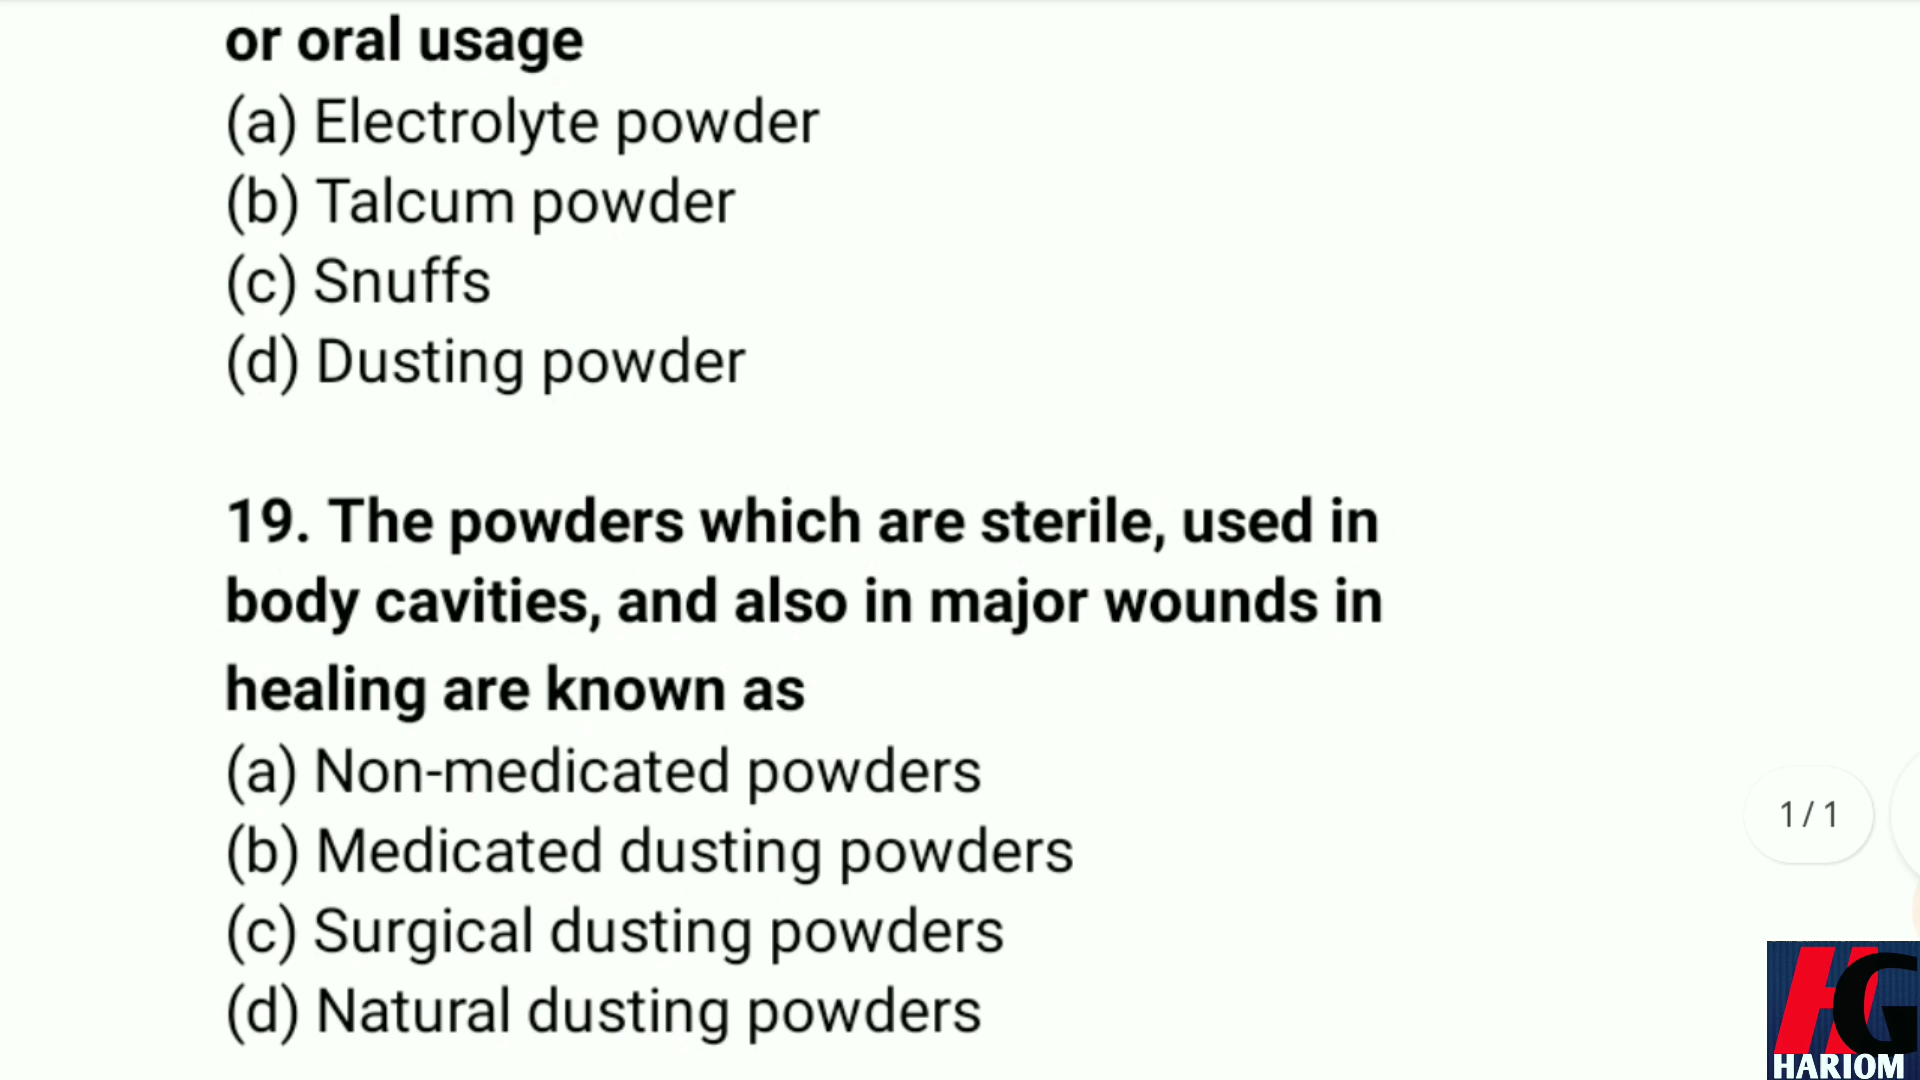 or oral usage
(a) Electrolyte powder
(b) Talcum powder
(c) Snuffs
(d) Dusting powder
19. The powders which are sterile, used in
body cavities, and also in major wounds in
healing are known as
(a) Non-medicated powders
(b) Medicated dusting powders
(c) Surgical dusting powders
(d) Natural dusting powders
1 / 1
HG
HARIOM